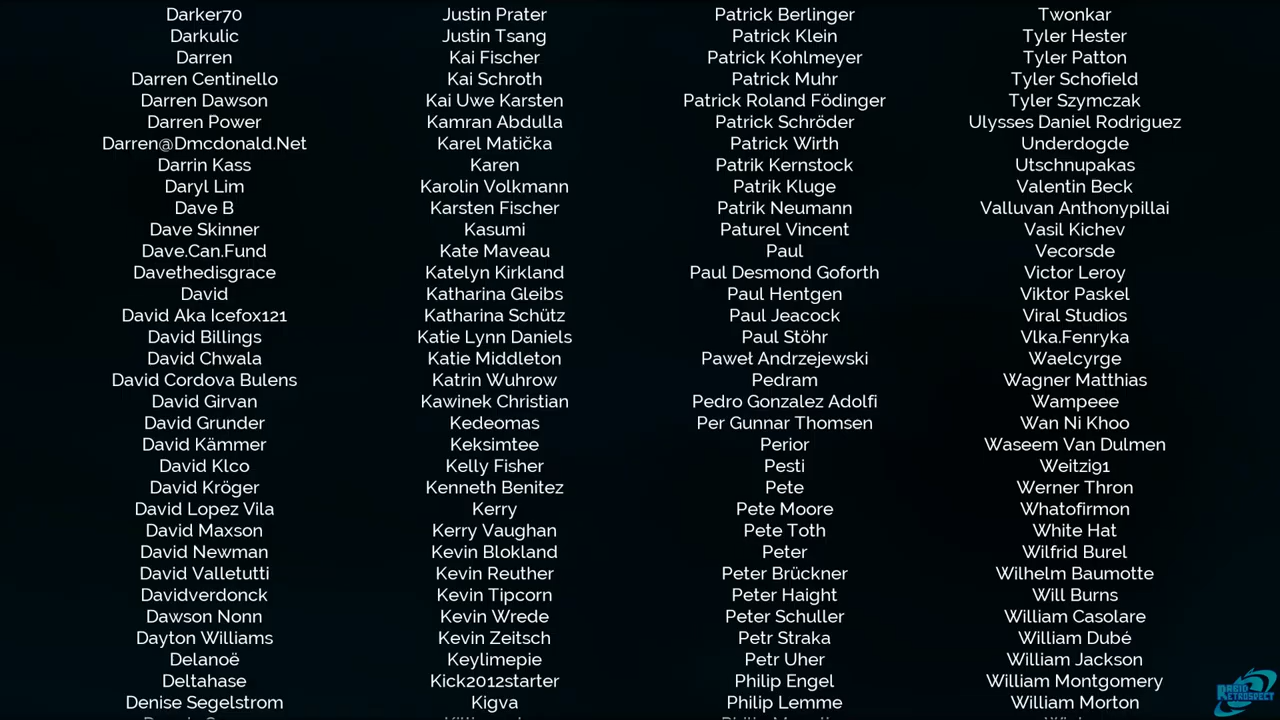 Darker70
Darkulic
Darren
Darren Centinello
Darren Dawson
Darren Power
Darren@Dmcdonald.Net
Darrin Kass
Daryl Lim
Dave B
Dave Skinner
Dave.Can.Fund
Davethedisgrace
David
David Aka Icefox121
David Billings
David Chwala
David Cordova Bulens
David Girvan
David Grunder
David Kämmer
David Klco
David Kröger
David Lopez Vila
David Maxson
David Newman
David Valletutti
Davidverdonck
Dawson Nonn
Dayton Williams
Delanoë
Deltahase
Denise Segelstrom
Justin Prater
Justin Tsang
Kai Fischer
Kai Schroth
Kai Uwe Karsten
Kamran Abdulla
Karel Matička
Karen
Karolin Volkmann
Karsten Fischer
Kasumi
Kate Maveau
Katelyn Kirkland
Katharina Gleibs
Katharina Schütz
Katie Lynn Daniels
Katie Middleton
Katrin Wuhrow
Kawinek Christian
Kedeomas
Keksimtee
Kelly Fisher
Kenneth Benitez
Kerry
Kerry Vaughan
Kevin Blokland
Kevin Reuther
Kevin Tipcorn
Kevin Wrede
Kevin Zeitsch
Keylimepie
Kick2012starter
Kigva
Patrick Berlinger
Patrick Klein
Patrick Kohlmeyer
Patrick Muhr
Patrick Roland Födinger
Patrick Schröder
Patrick Wirth
Patrik Kernstock
Patrik Kluge
Patrik Neumann
Paturel Vincent
Paul
Paul Desmond Goforth
Paul Hentgen
Paul Jeacock
Paul Stöhr
Paweł Andrzejewski
Pedram
Pedro Gonzalez Adolfi
Per Gunnar Thomsen
Perior
Pesti
Pete
Pete Moore
Pete Toth
Peter
Peter Brückner
Peter Haight
Peter Schuller
Petr Straka
Petr Uher
Philip Engel
Philip Lemme
Twonkar
Tyler Hester
Tyler Patton
Tyler Schofield
Tyler Szymczak
Ulysses Daniel Rodriguez
Underdogde
Utschnupakas
Valentin Beck
Valluvan Anthonypillai
Vasil Kichev
Vecorsde
Victor Leroy
Viktor Paskel
Viral Studios
Vlka.Fenryka
Waelcyrge
Wagner Matthias
Wampeee
Wan Ni Khoo
Waseem Van Dulmen
Weitzi91
Werner Thron
Whatofirmon
White Hat
Wilfrid Burel
Wilhelm Baumotte
Will Burns
William Casolare
William Dubé
William Jackson
William Montgomery
William Morton
Rabid
Retrospect